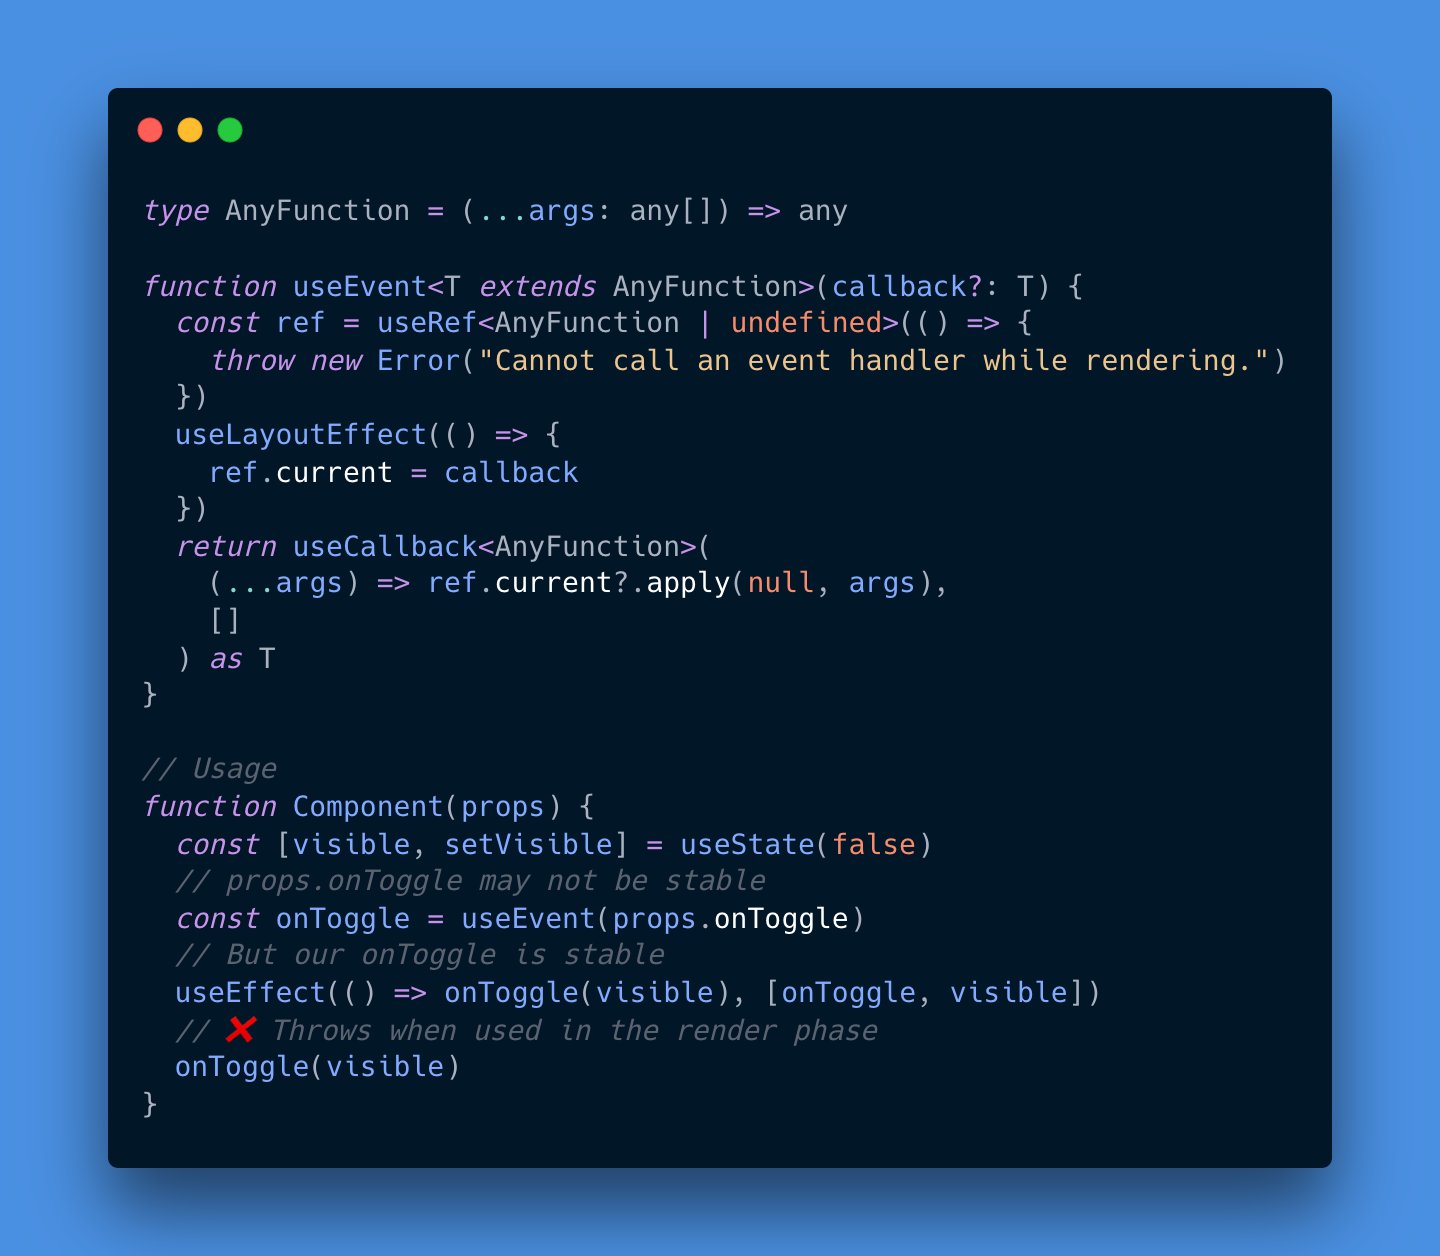 type AnyFunction = (...args: any[]) => any
function useEvent<T extends AnyFunction>(callback?: T) {
  const ref = useRef<AnyFunction | undefined>(() => {
    throw new Error("Cannot call an event handler while rendering.")
  })
  useLayoutEffect(() => {
    ref.current = callback
  })
  return useCallback<AnyFunction>(
    (...args) => ref.current?.apply(null, args),
    []
  ) as T
}
// Usage
function Component(props) {
  const [visible, setVisible] = useState(false)
  // props.onToggle may not be stable
  const onToggle = useEvent(props.onToggle)
  // But our onToggle is stable
  useEffect(() => onToggle(visible), [onToggle, visible])
  // ❌ Throws when used in the render phase
  onToggle(visible)
}